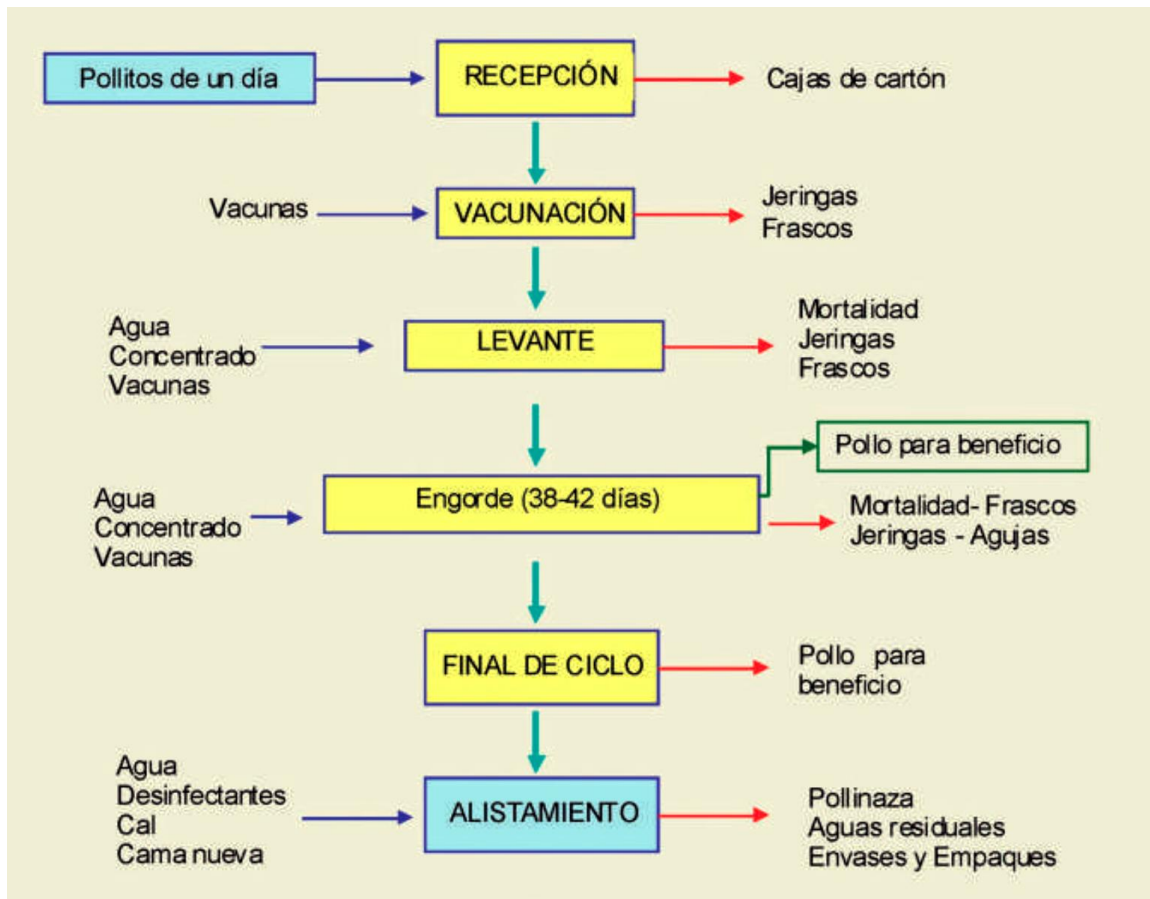 Pollitos de un día
RECEPCIÓN
Cajas de cartón
Vacunas
VACUNACIÓN
Jeringas
Frascos
Agua
Concentrado
Vacunas
LEVANTE
Mortalidad
Jeringas
Frascos
Pollo para beneficio
Agua
Concentrado
Vacunas
Engorde (38-42 días)
Mortalidad- Frascos
Jeringas - Agujas
FINAL DE CICLO
Pollo para
beneficio
Agua
Desinfectantes
Cal
Cama nueva
ALISTAMIENTO
Pollinaza
Aguas residuales
Envases y Empaques